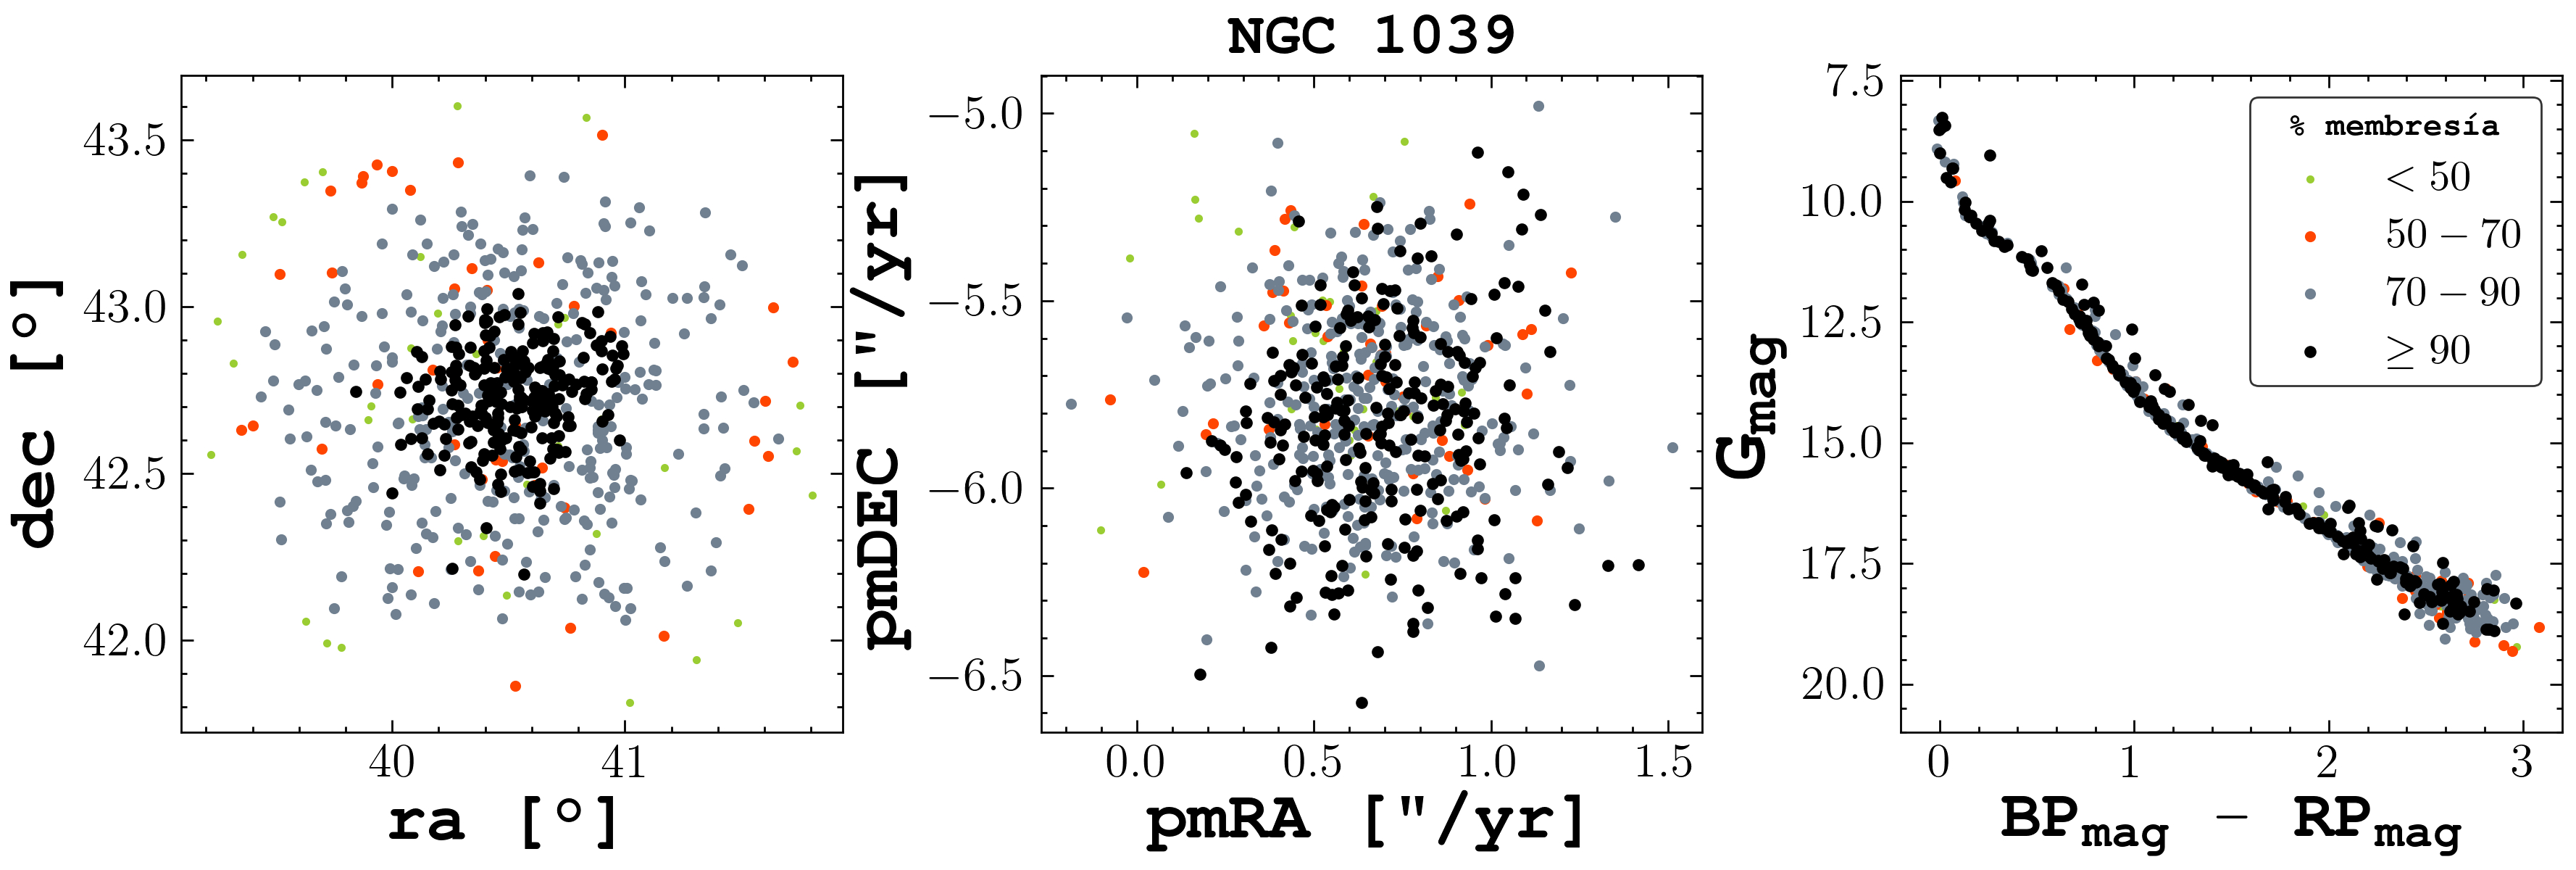 NGC 1039
43.5
43.0
42.5
42.0
40 41
dec [°]
ra [°]
−5.0
−5.5
−6.0
−6.5
0.0 0.5 1.0 1.5
pmDEC ["/yr]
pmRA ["/yr]
7.5
10.0
12.5
15.0
17.5
20.0
0 1 2 3
Gmag
BPmag − RPmag
% membresía
< 50
50 − 70
70 − 90
≥ 90